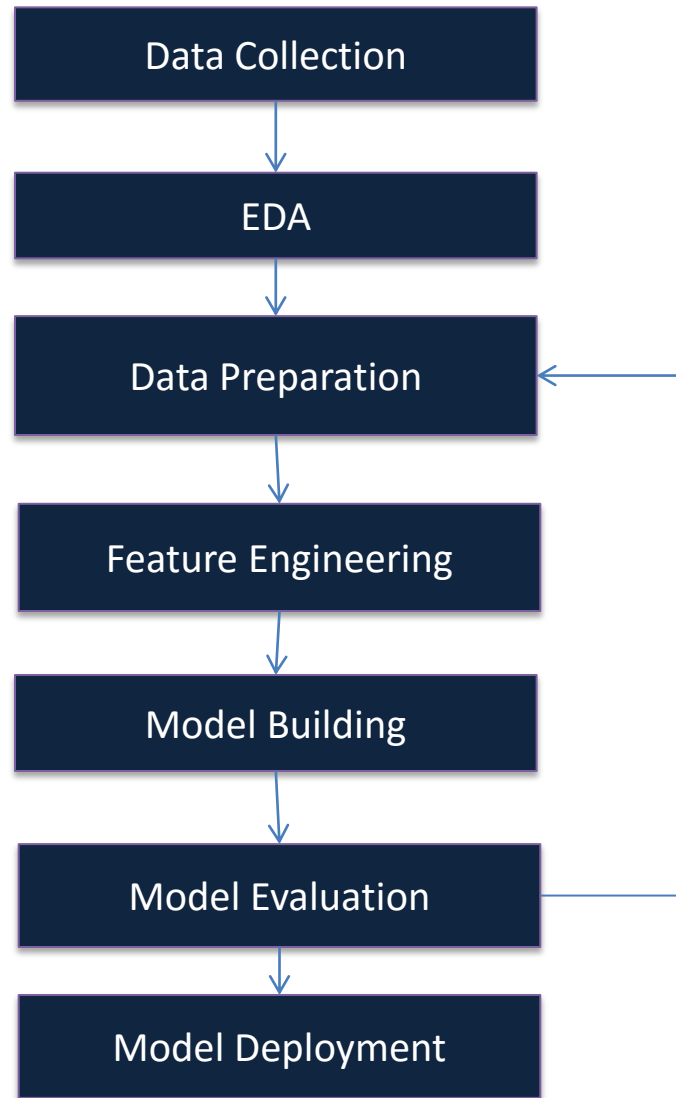 Data Collection
EDA
Data Preparation
Feature Engineering
Model Building
Model Evaluation
Model Deployment